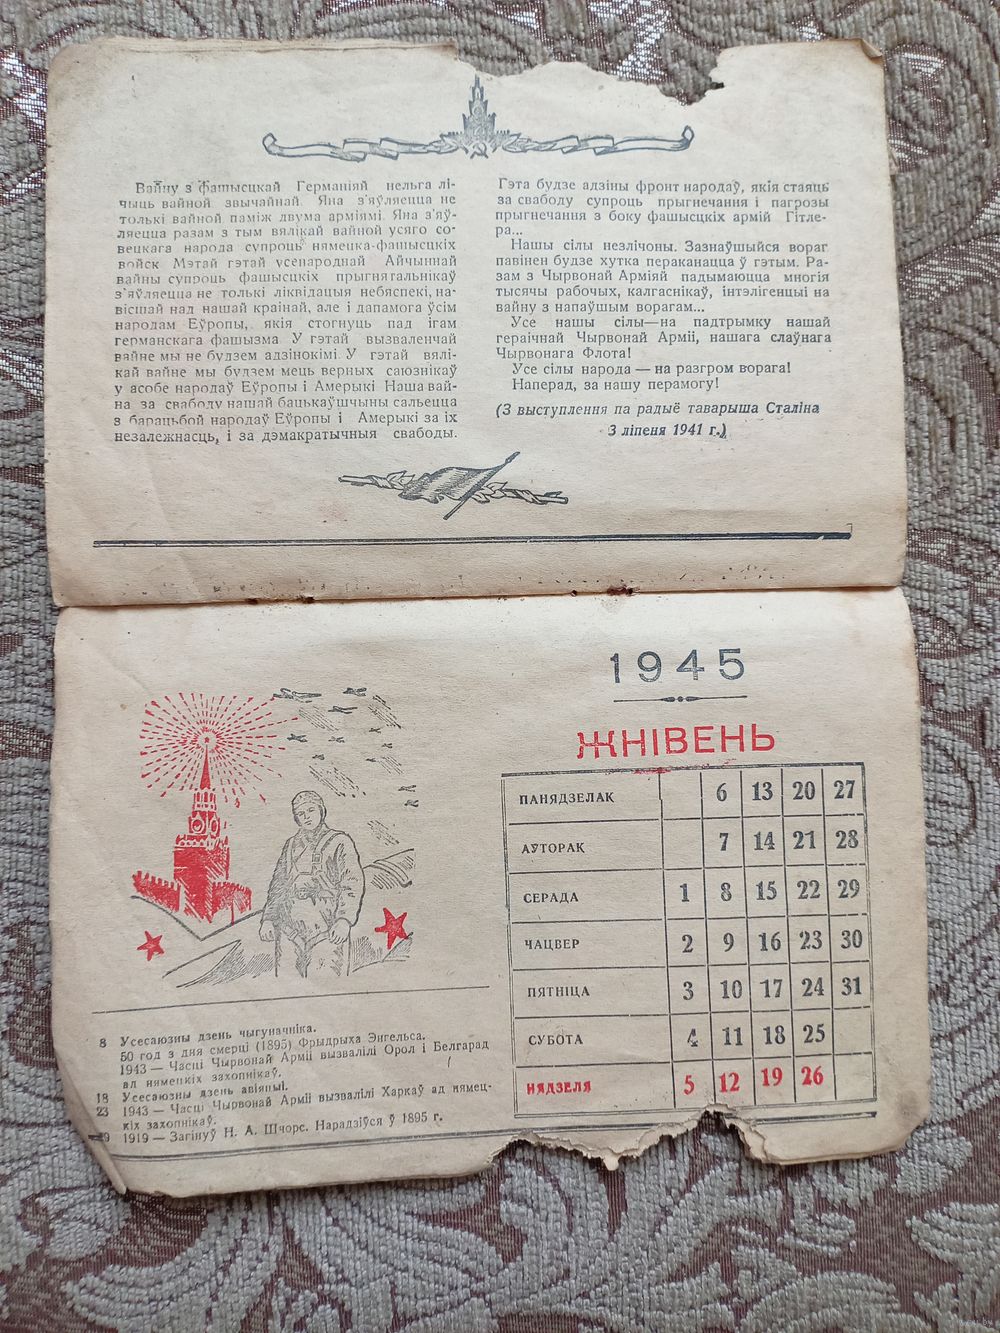 Вайну з фашысцкай Германіяй нельга лі-
чыць вайной звычайнай. Яна з'яўляецца не
толькі вайной паміж двума арміямі. Яна з'яў-
ляецца разам з тым вялікай вайной усяго со-
вецкага народа супроць нямецка-фашысцкіх
войск Мэтай гэтай усенароднай Айчыннай
вайны супроць фашысцкіх прыгнятальнікаў
з'яўляецца не толькі ліквідацыя небяспекі, на-
вісшай над нашай краінай, але і дапамога ўсім
народам Еўропы, якія стогнуць пад ігам
германскага фашызма У гэтай вызваленчай
вайне мы не будзем адзінокімі У гэтай вялі-
кай вайне мы будзем мець верных саюзнікаў
у асобе народаў Еўропы і Амерыкі Наша вай-
на за свабоду нашай бацькаўшчыны сальецца
з барацьбой народаў Еўропы і Амерыкі за іх
незалежнасць, і за дэмакратычныя свабоды.
Гэта будзе адзіны фронт народаў, якія стаяць
за свабоду супроць прыгнечання і пагрозы
прыгнечання з боку фашысцкіх армій Гітле-
ра...
Нашы сілы незлічоны. Зазнаўшыйся вораг
павінен будзе хутка пераканацца ў гэтым. Ра-
зам з Чырвонай Арміяй падымаюцца многія
тысячы рабочых, калгаснікаў, інтэлігенцыі на
вайну з напаўшым ворагам...
Усе нашы сілы—на падтрымку нашай
гераічнай Чырвонай Арміі, нашага слаўнага
Чырвонага Флота!
Усе сілы народа — на разгром ворага!
Наперад, за нашу перамогу!
(З выступлення па радыё таварыша Сталіна
3 ліпеня 1941 г.)
1945
ЖНІВЕНЬ
ПАНЯДЗЕЛАК 6 13 20 27
АЎТОРАК 7 14 21 28
СЕРАДА 1 8 15 22 29
ЧАЦВЕР 2 9 16 23 30
ПЯТНІЦА 3 10 17 24 31
СУБОТА 4 11 18 25
НЯДЗЕЛЯ 5 12 19 26
8 Усесаюзны дзень чыгуначніка.
50 год з дня смерці (1895) Фрыдрыха Энгельса.
1943 — Часці Чырвонай Арміі вызвалілі Орол і Белгарад
ад нямецкіх захопнікаў.
18 Усесаюзны дзень авіяцыі.
23 1943 — Часці Чырвонай Арміі вызвалілі Харкаў ад нямец-
кіх захопнікаў.
1919 — Загінуў Н. А. Шчорс. Нарадзіўся ў 1895 г.